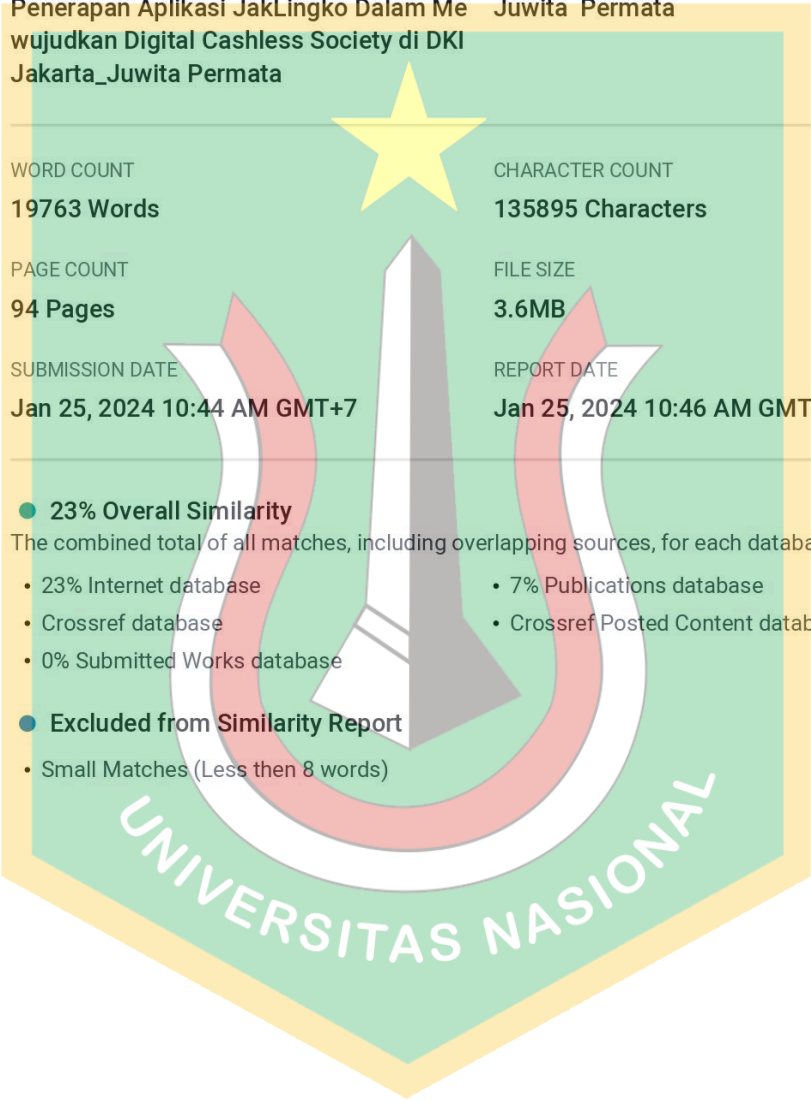 Penerapan Aplikasi JakLingko Dalam Me Juwita Permata
wujudkan Digital Cashless Society di DKI
Jakarta_Juwita Permata
WORD COUNT CHARACTER COUNT
19763 Words 135895 Characters
PAGE COUNT FILE SIZE
94 Pages 3.6MB
SUBMISSION DATE REPORT DATE
Jan 25, 2024 10:44 AM GMT+7 Jan 25, 2024 10:46 AM GMT
23% Overall Similarity
The combined total of all matches, including overlapping sources, for each databa
• 23% Internet database • 7% Publications database
• Crossref database • Crossref Posted Content datab
• 0% Submitted Works database
Excluded from Similarity Report
• Small Matches (Less then 8 words)
UNIVERSITAS NASIONAL